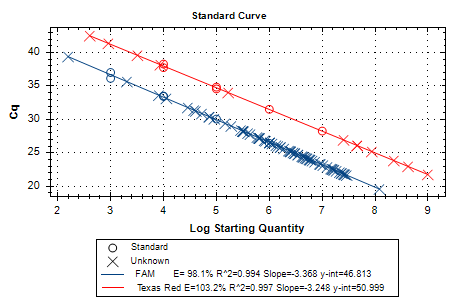 Standard Curve
40
35
30
25
20
Cq
2 3 4 5 6 7 8 9
Log Starting Quantity
Standard
Unknown
FAM E= 98.1% R^2=0.994 Slope=-3.368 y-int=46.813
Texas Red E=103.2% R^2=0.997 Slope=-3.248 y-int=50.999